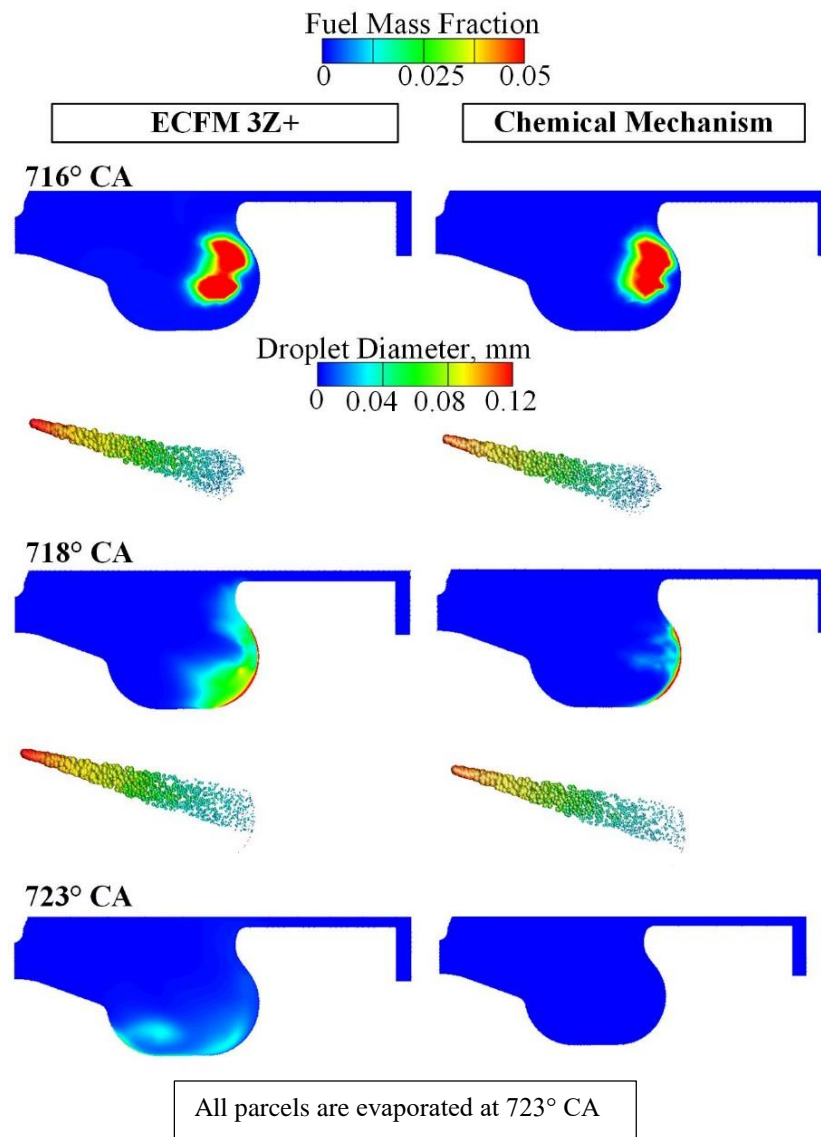 Fuel Mass Fraction
0 0.025 0.05
ECFM 3Z+ Chemical Mechanism
716° CA
Droplet Diameter, mm
0 0.04 0.08 0.12
718° CA
723° CA
All parcels are evaporated at 723° CA